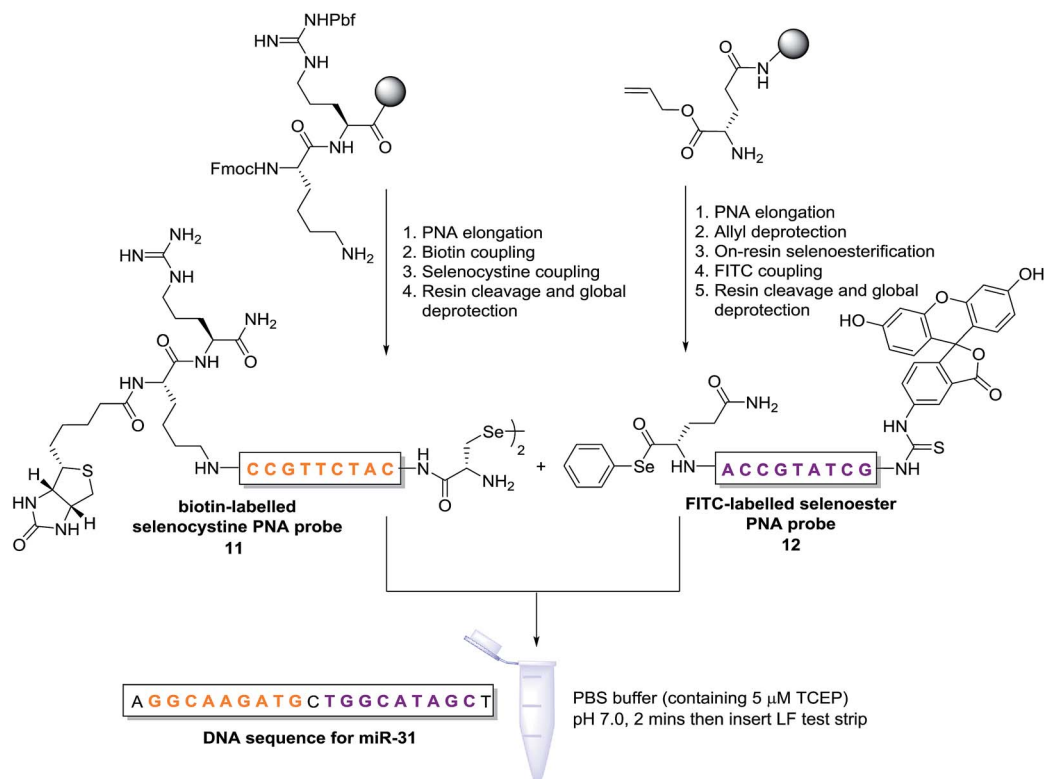 NHPbf
HN
NH
O
NH
O
O
N
H
FmocHN
NH2
O
N
H
O
O
NH2
1. PNA elongation
2. Biotin coupling
3. Selenocystine coupling
4. Resin cleavage and global
deprotection
1. PNA elongation
2. Allyl deprotection
3. On-resin selenoesterification
4. FITC coupling
5. Resin cleavage and global
deprotection
NH2
HN
NH
NH2
O
O
N
H
H
N
O
O
HN
S
H
H
HN
NH
O
CCGTTCTAC
N
H
O
Se
2
NH2
biotin-labelled
selenocystine PNA probe
11
+
O
NH2
O
Se
N
H
ACCGTATCG
OH
O
HO
O
O
NH
S
NH
FITC-labelled selenoester
PNA probe
12
AGGCAAGATGCTGGCATAGCT
DNA sequence for miR-31
PBS buffer (containing 5 μM TCEP)
pH 7.0, 2 mins then insert LF test strip